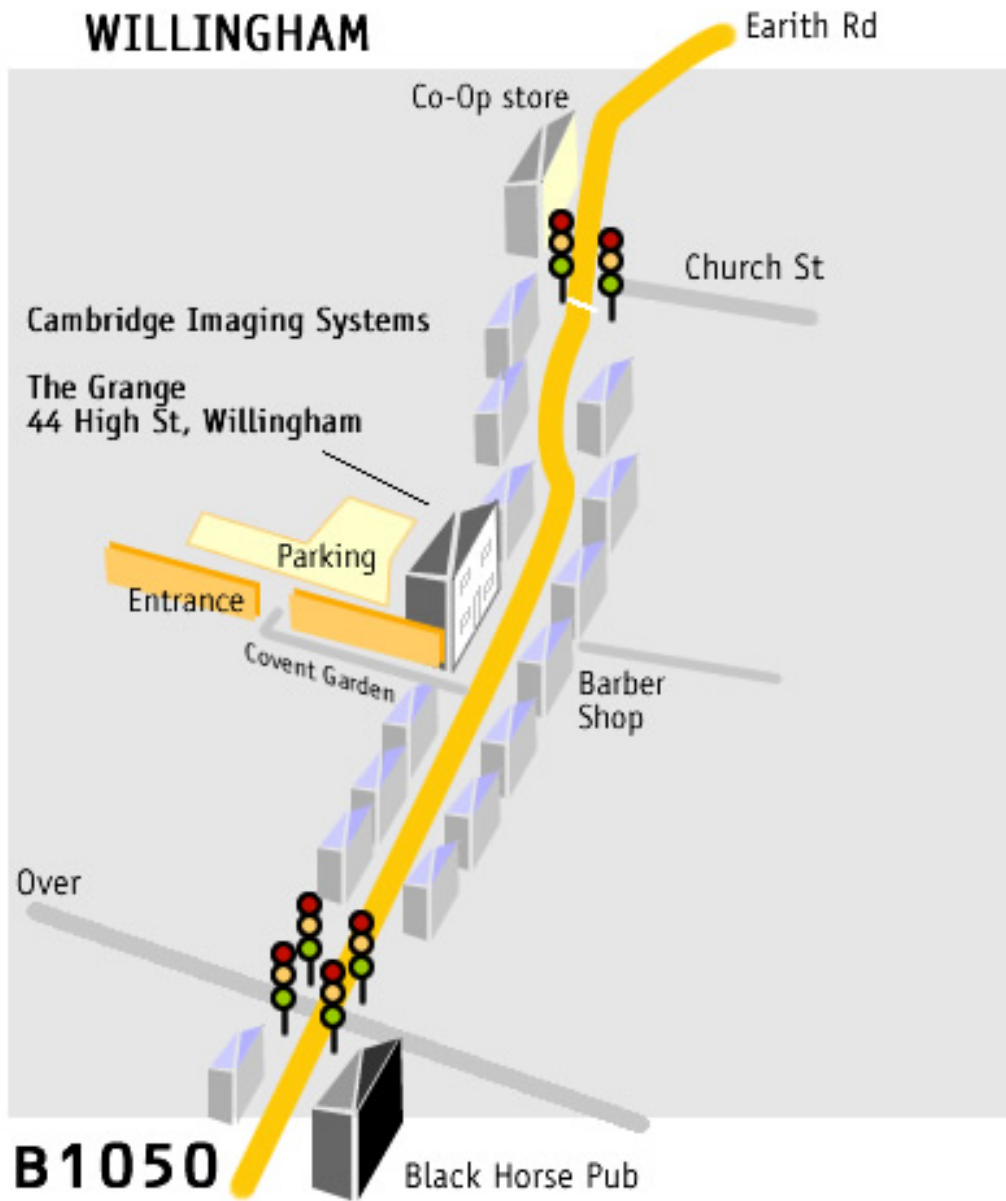 WILLINGHAM
Earith Rd
Co-Op store
Church St
Cambridge Imaging Systems
The Grange
44 High St, Willingham
Parking
Entrance
Covent Garden
Barber
Shop
Over
B1050
Black Horse Pub